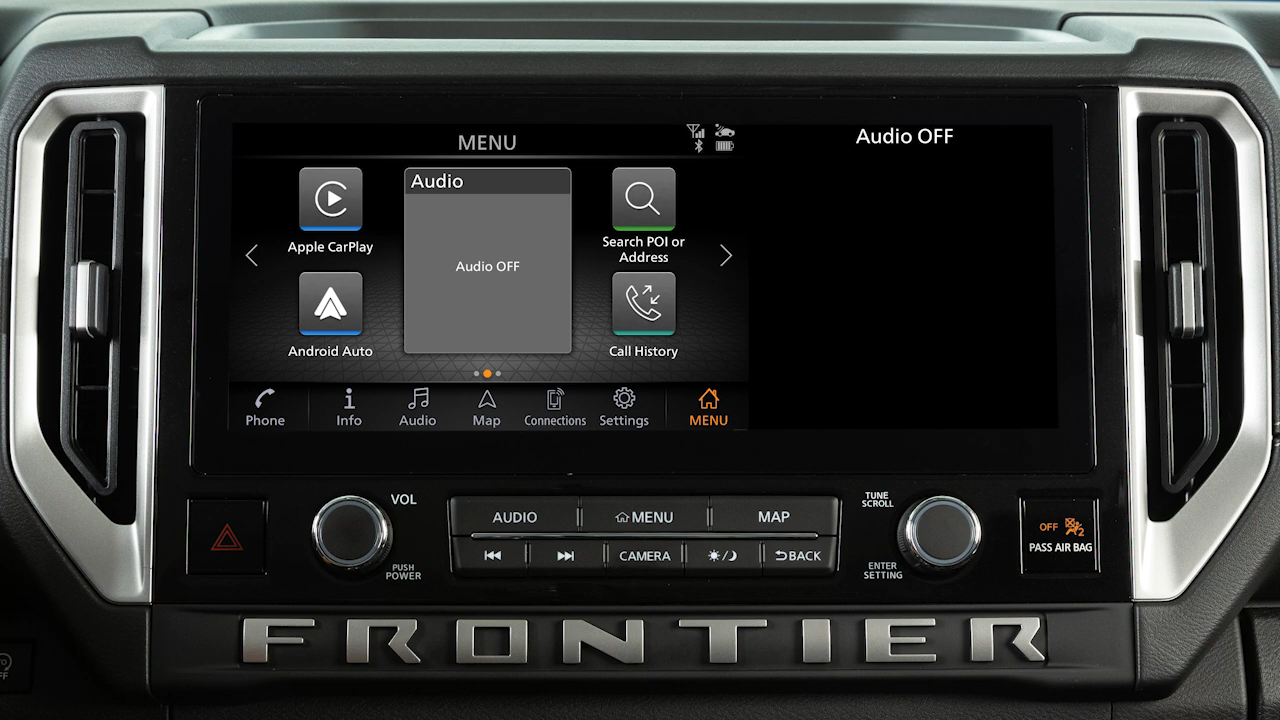 MENU
Audio OFF
Audio
Audio OFF
Apple CarPlay
Android Auto
Search POI or
Address
Call History
Phone
Info
Audio
Map
Connections
Settings
MENU
VOL
PUSH
POWER
AUDIO
MENU
MAP
CAMERA
BACK
TUNE
SCROLL
ENTER
SETTING
OFF
2
PASS AIR BAG
FRONTIER